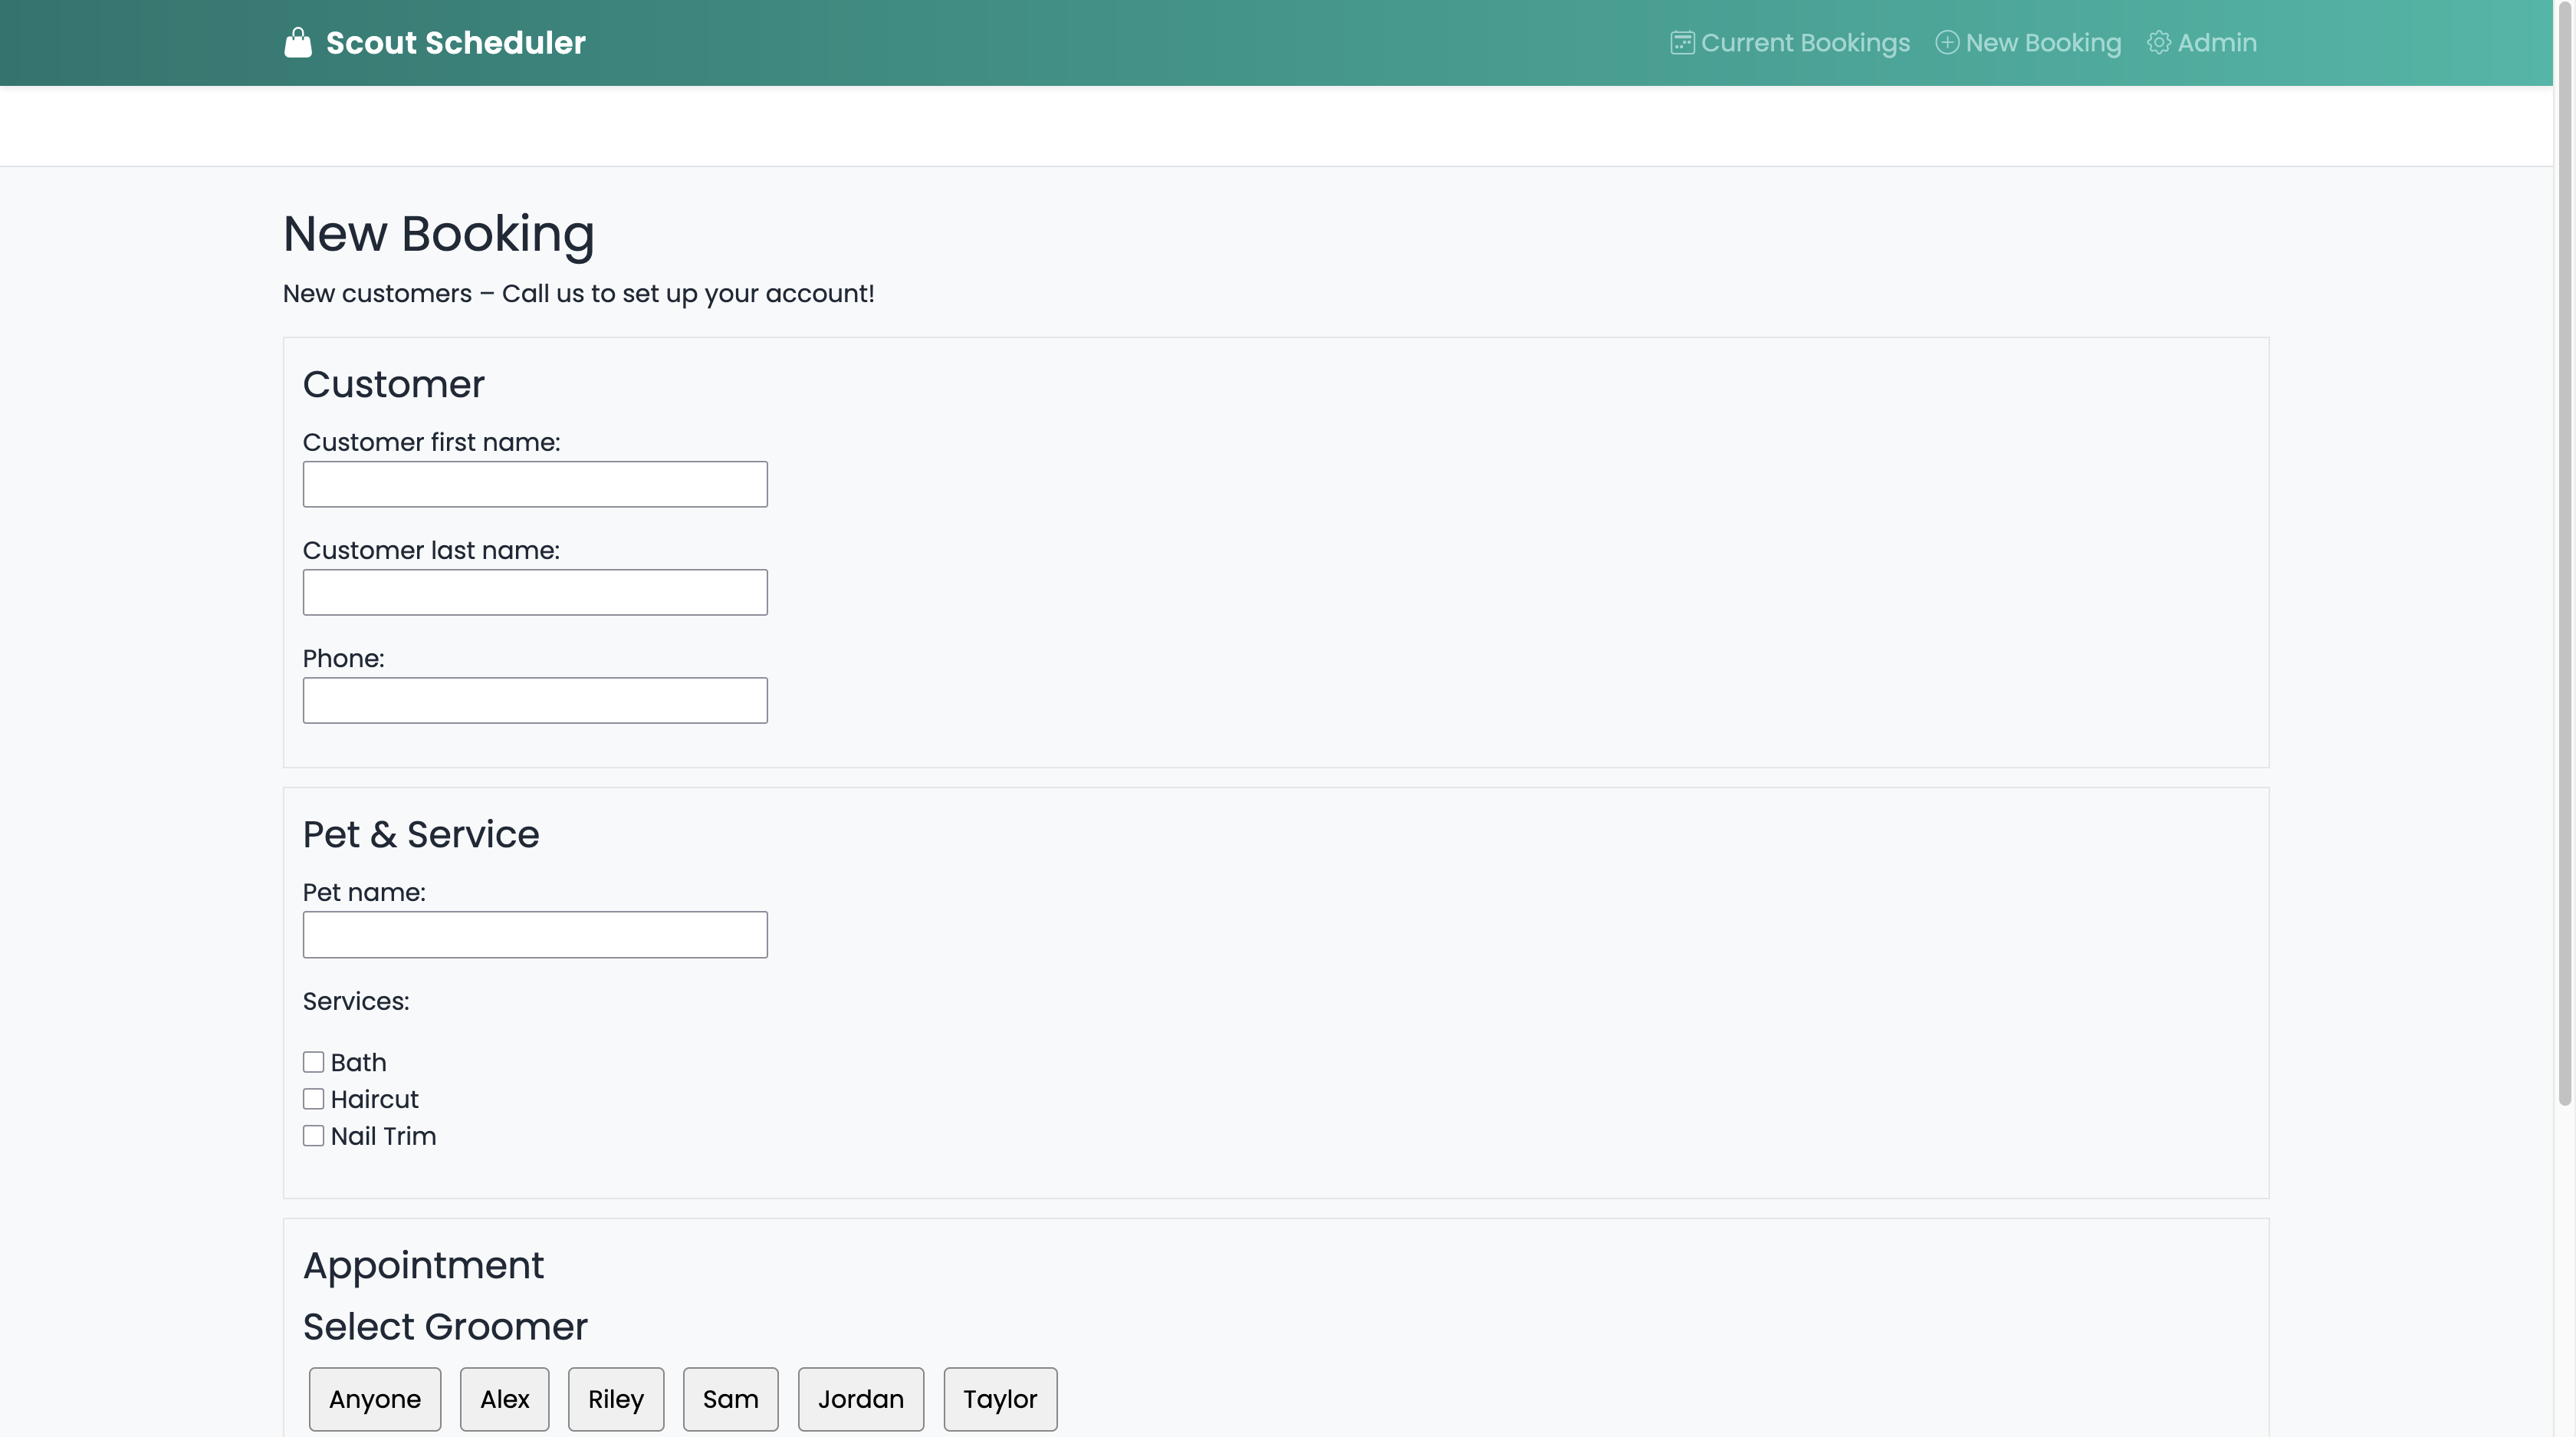 Scout Scheduler
Current Bookings New Booking Admin
New Booking
New customers – Call us to set up your account!
Customer
Customer first name:
Customer last name:
Phone:
Pet & Service
Pet name:
Services:
Bath
Haircut
Nail Trim
Appointment
Select Groomer
Anyone Alex Riley Sam Jordan Taylor